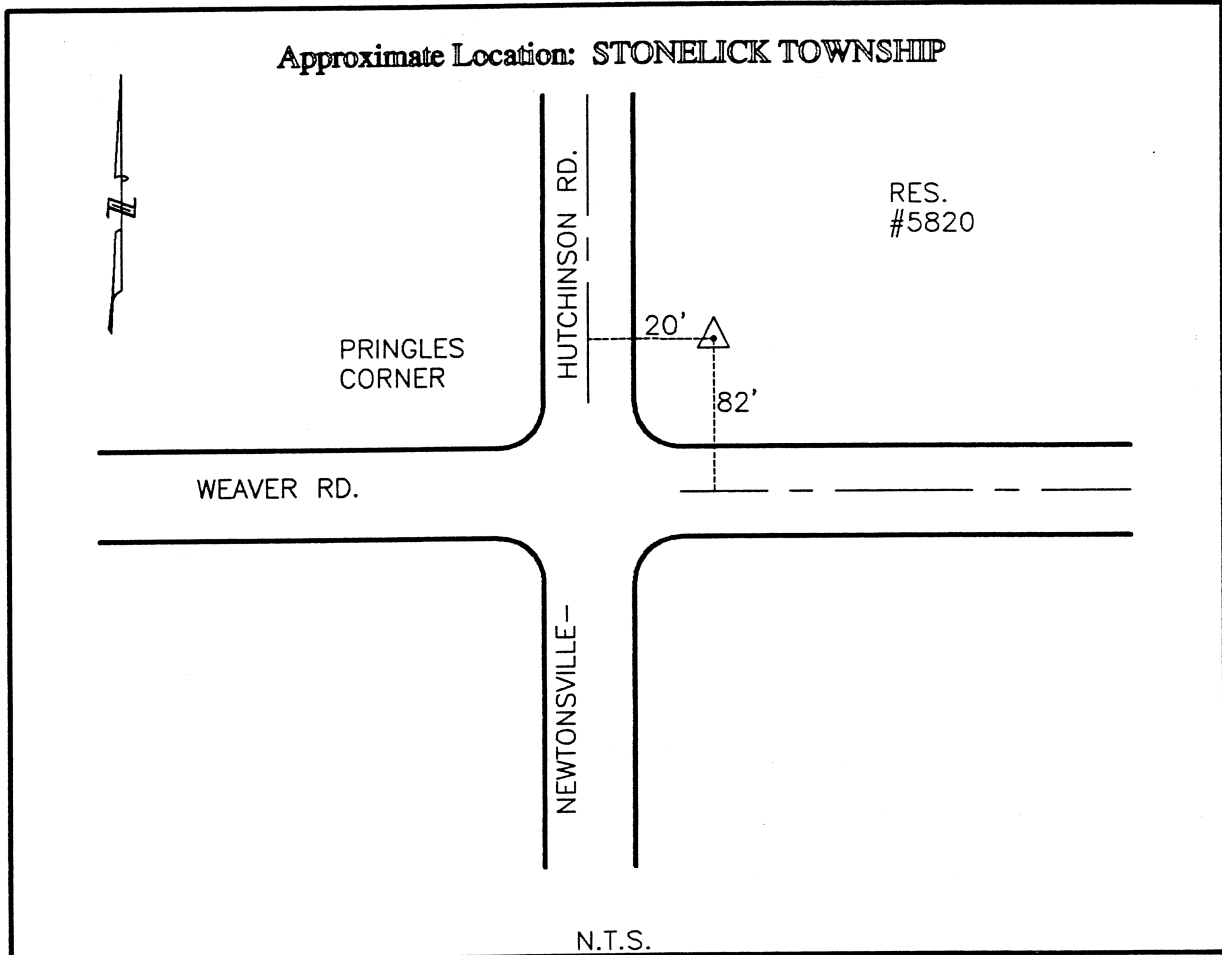 Approximate Location: STONELICK TOWNSHIP
N
HUTCHINSON RD.
RES.
#5820
20'
PRINGLES
CORNER
82'
WEAVER RD.
NEWTONSVILLE-
N.T.S.